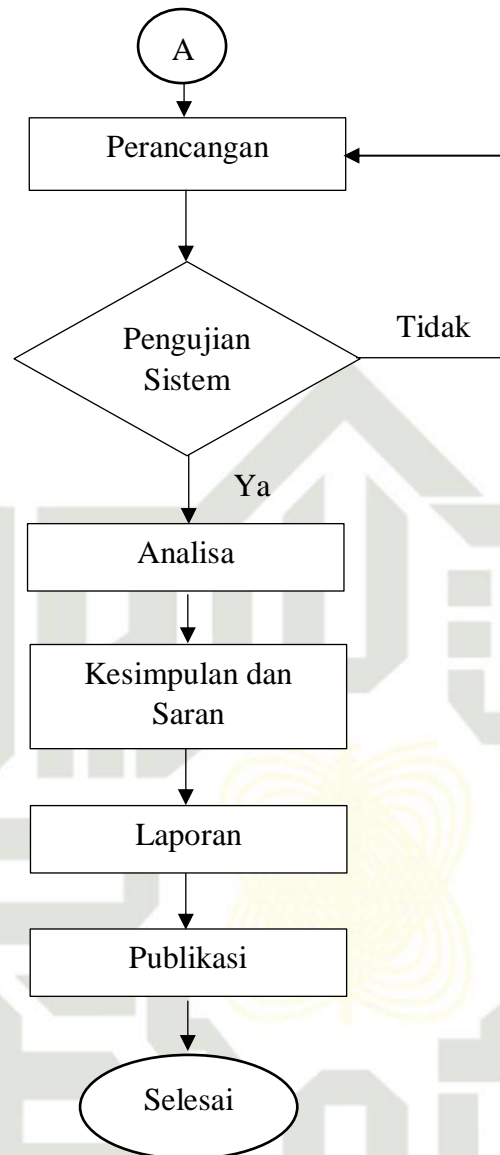 A
Perancangan
Pengujian
Sistem
Tidak
Ya
Analisa
Kesimpulan dan
Saran
Laporan
Publikasi
Selesai